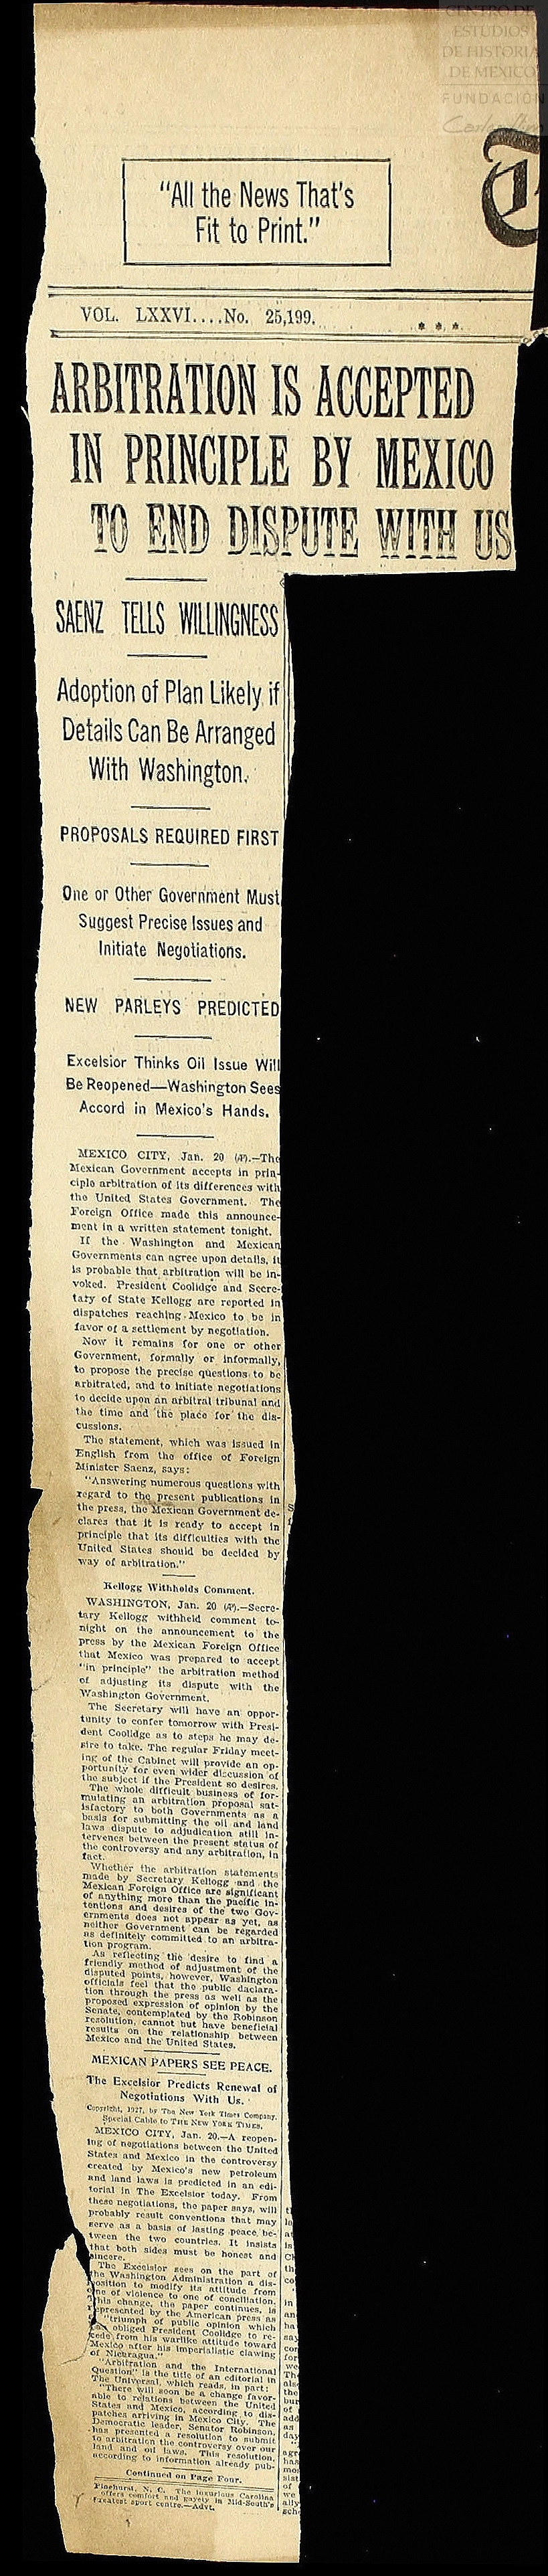 CENTRO DE
ESTUDIOS
DE HISTORIA
DE MEXICO
FUNDACIÓN
Carlos Slim
"All the News That's
Fit to Print."
T
VOL. LXXVI....No. 25,199.
* * *
ARBITRATION IS ACCEPTED
IN PRINCIPLE BY MEXICO
TO END DISPUTE WITH US
SAENZ TELLS WILLINGNESS
Adoption of Plan Likely if
Details Can Be Arranged
With Washington.
PROPOSALS REQUIRED FIRST
One or Other Government Must
Suggest Precise Issues and
Initiate Negotiations.
NEW PARLEYS PREDICTED
Excelsior Thinks Oil Issue Will
Be Reopened—Washington Sees
Accord in Mexico's Hands.
MEXICO CITY, Jan. 20 (AP).—The
Mexican Government accepts in prin-
ciple arbitration of its differences with
the United States Government. The
Foreign Office made this announce-
ment in a written statement tonight.
If the Washington and Mexican
Governments can agree upon details, it
is probable that arbitration will be in-
voked. President Coolidge and Secre-
tary of State Kellogg are reported in
dispatches reaching Mexico to be in
favor of a settlement by negotiation.
Now it remains for one or other
Government, formally or informally,
to propose the precise questions to be
arbitrated, and to initiate negotiations
to decide upon an arbitral tribunal and
the time and the place for the dis-
cussions.
The statement, which was issued in
English from the office of Foreign
Minister Saenz, says:
"Answering numerous questions with
regard to the present publications in
the press, the Mexican Government de-
clares that it is ready to accept in
principle that its difficulties with the
United States should be decided by
way of arbitration."
Kellogg Withholds Comment.
WASHINGTON, Jan. 20 (AP).—Secre-
tary Kellogg withheld comment to-
night on the announcement to the
press by the Mexican Foreign Office
that Mexico was prepared to accept
"in principle" the arbitration method
of adjusting its dispute with the
Washington Government.
The Secretary will have an oppor-
tunity to confer tomorrow with Presi-
dent Coolidge as to steps he may de-
sire to take. The regular Friday meet-
ing of the Cabinet will provide an op-
portunity for even wider discussion of
the subject if the President so desires.
The whole difficult business of for-
mulating an arbitration proposal sat-
isfactory to both Governments as a
basis for submitting the oil and land
laws dispute to adjudication still in-
tervenes between the present status of
the controversy and any arbitration, in
fact.
Whether the arbitration statements
made by Secretary Kellogg and the
Mexican Foreign Office are significant
of anything more than the pacific in-
tentions and desires of the two Gov-
ernments does not appear as yet, as
neither Government can be regarded
as definitely committed to an arbitra-
tion program.
As reflecting the desire to find a
friendly method of adjustment of the
disputed points, however, Washington
officials feel that the public declara-
tion through the press as well as the
proposed expression of opinion by the
Senate, contemplated by the Robinson
resolution, cannot but have beneficial
results on the relationship between
Mexico and the United States.
MEXICAN PAPERS SEE PEACE.
The Excelsior Predicts Renewal of
Negotiations With Us.
Copyright, 1927, by The New York Times Company.
Special Cable to THE NEW YORK TIMES.
MEXICO CITY, Jan. 20.—A reopen-
ing of negotiations between the United
States and Mexico in the controversy
created by Mexico's new petroleum
and land laws is predicted in an edi-
torial in The Excelsior today. From
these negotiations, the paper says, will
probably result conventions that may
serve as a basis of lasting peace be-
tween the two countries. It insists
that both sides must be honest and
sincere.
The Excelsior sees on the part of
the Washington Administration a dis-
position to modify its attitude from
one of violence to one of conciliation.
This change, the paper continues, is
represented by the American press as
a "triumph of public opinion which
has obliged President Coolidge to re-
cede from his warlike attitude toward
Mexico after his imperialistic clawing
of Nicaragua."
"Arbitration and the International
Question" is the title of an editorial in
The Universal, which reads, in part:
"There will soon be a change favor-
able to relations between the United
States and Mexico, according to dis-
patches arriving in Mexico City. The
Democratic leader, Senator Robinson,
has presented a resolution to submit
to arbitration the controversy over our
land and oil laws. This resolution,
according to information already pub-
Continued on Page Four.
Pinehurst, N. C. The luxurious Carolina
offers comfort and gayety in Mid-South's
greatest sport centre.—Advt.